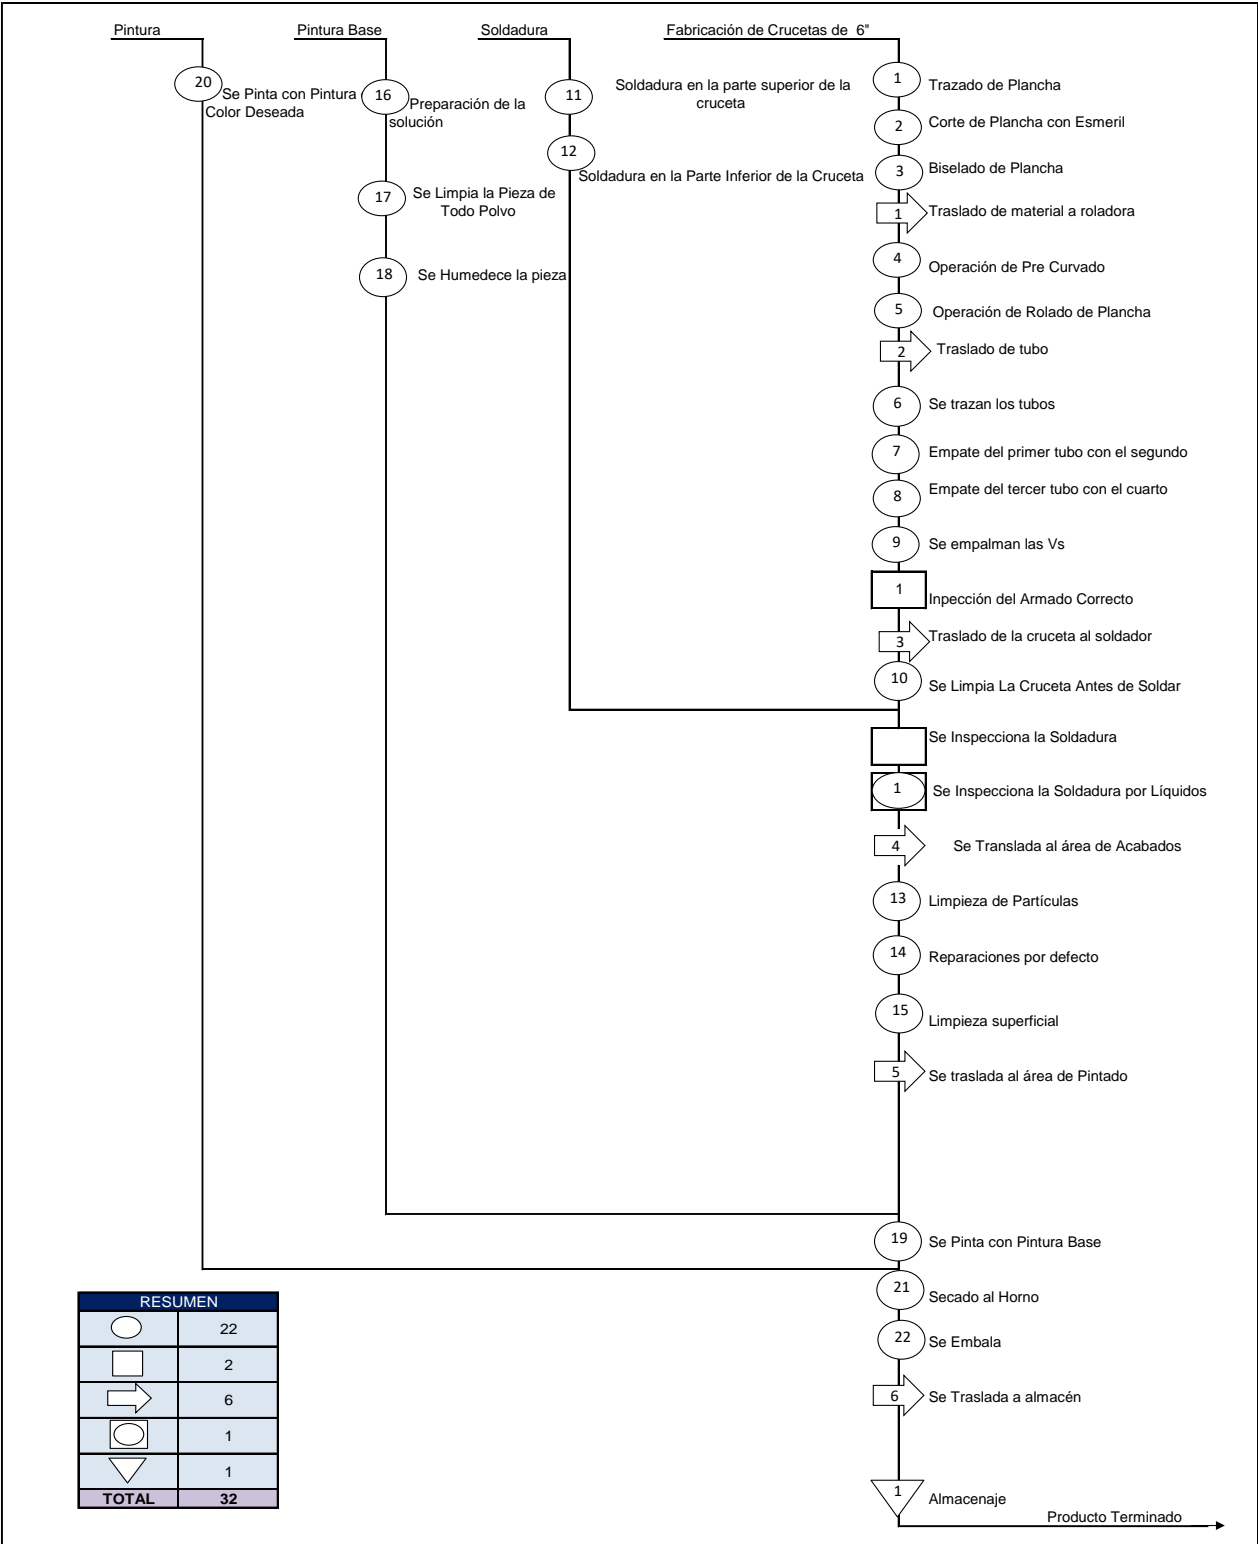 Pintura
Pintura Base
Soldadura
Fabricación de Crucetas de 6"
20
Se Pinta con Pintura
Color Deseada
16
Preparación de la
solución
17
Se Limpia la Pieza de
Todo Polvo
18
Se Humedece la pieza
11
Soldadura en la parte superior de la
cruceta
12
Soldadura en la Parte Inferior de la Cruceta
1
Trazado de Plancha
2
Corte de Plancha con Esmeril
3
Biselado de Plancha
1
Traslado de material a roladora
4
Operación de Pre Curvado
5
Operación de Rolado de Plancha
2
Traslado de tubo
6
Se trazan los tubos
7
Empate del primer tubo con el segundo
8
Empate del tercer tubo con el cuarto
9
Se empalman las Vs
1
Inpección del Armado Correcto
3
Traslado de la cruceta al soldador
10
Se Limpia La Cruceta Antes de Soldar
Se Inspecciona la Soldadura
1
Se Inspecciona la Soldadura por Líquidos
4
Se Translada al área de Acabados
13
Limpieza de Partículas
14
Reparaciones por defecto
15
Limpieza superficial
5
Se traslada al área de Pintado
19
Se Pinta con Pintura Base
21
Secado al Horno
22
Se Embala
6
Se Traslada a almacén
1
Almacenaje
Producto Terminado
RESUMEN
22
2
6
1
1
TOTAL 32